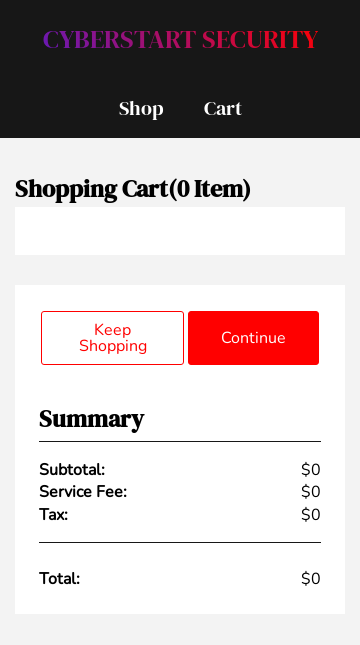 CYBERSTART SECURITY
Shop Cart
Shopping Cart(0 Item)
Keep
Shopping
Continue
Summary
Subtotal: $0
Service Fee: $0
Tax: $0
Total: $0